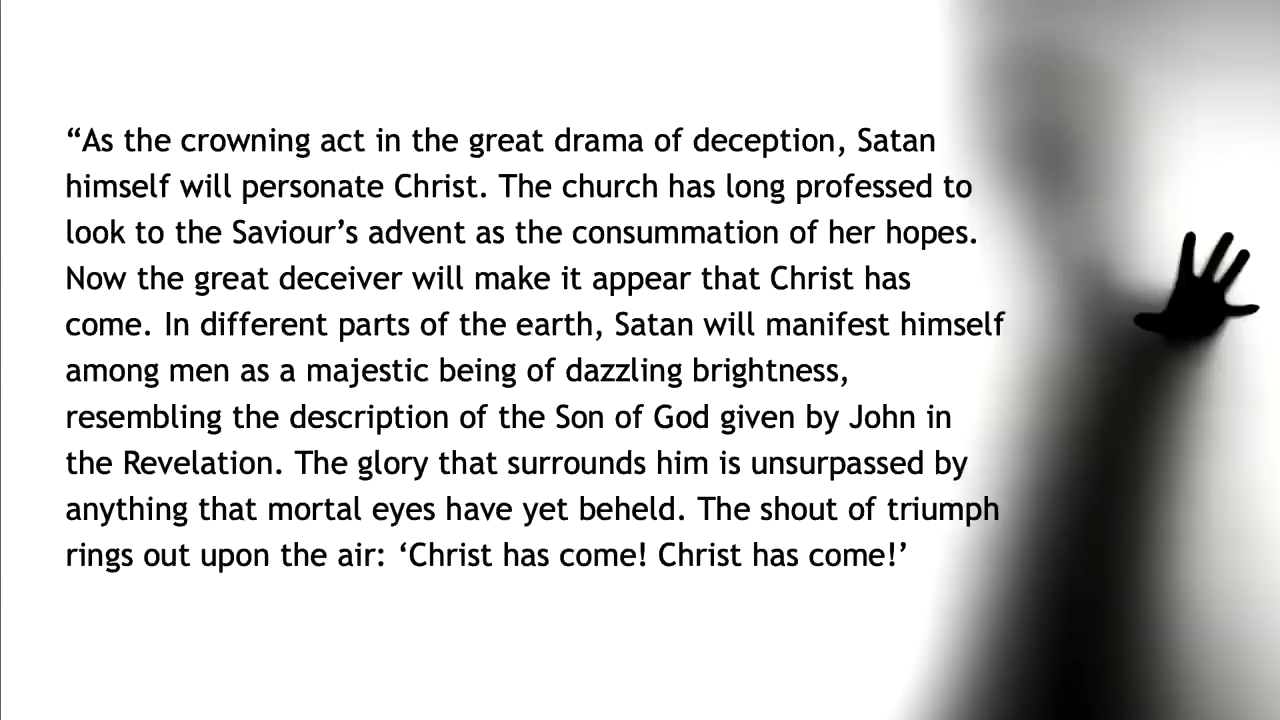 “As the crowning act in the great drama of deception, Satan
himself will personate Christ. The church has long professed to
look to the Saviour’s advent as the consummation of her hopes.
Now the great deceiver will make it appear that Christ has
come. In different parts of the earth, Satan will manifest himself
among men as a majestic being of dazzling brightness,
resembling the description of the Son of God given by John in
the Revelation. The glory that surrounds him is unsurpassed by
anything that mortal eyes have yet beheld. The shout of triumph
rings out upon the air: ‘Christ has come! Christ has come!’